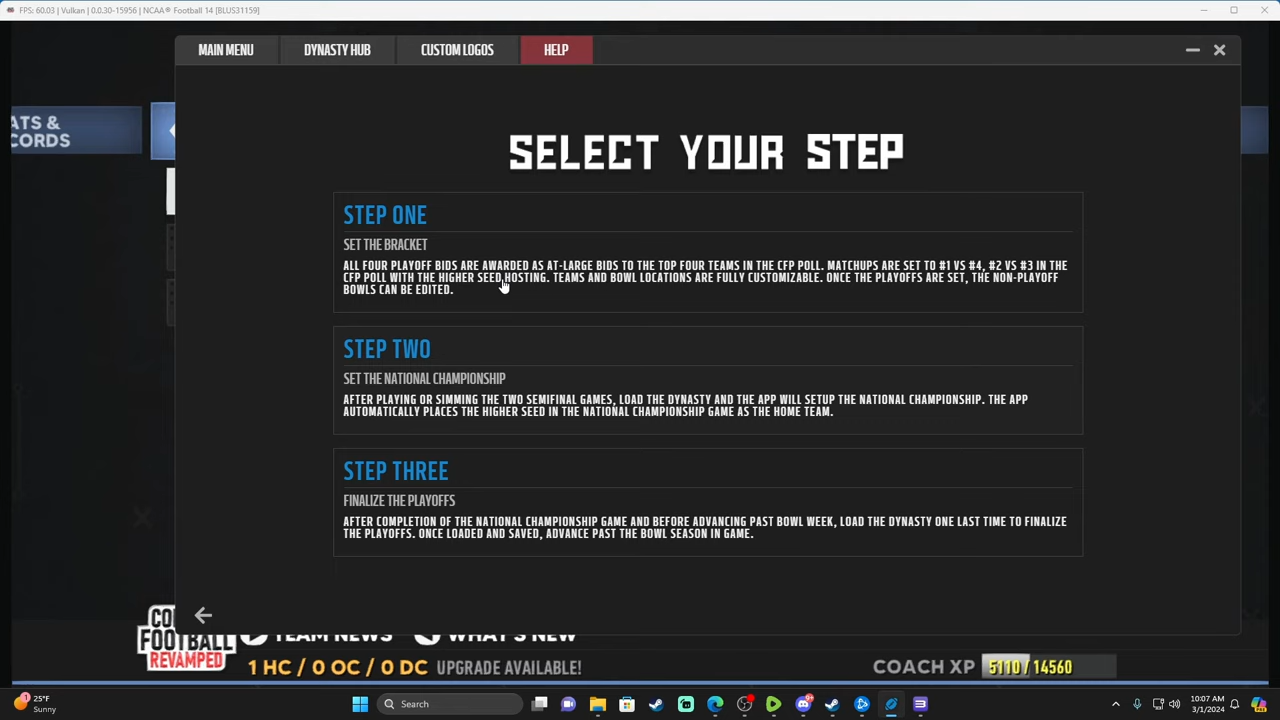 FPS: 60.03 | Vulkan | 0.0.30-15956 | NCAA® Football 14 [BLUS31159]
MAIN MENU
DYNASTY HUB
CUSTOM LOGOS
HELP
ATS &
CORDS
SELECT YOUR STEP
STEP ONE
SET THE BRACKET
ALL FOUR PLAYOFF BIDS ARE AWARDED AS AT-LARGE BIDS TO THE TOP FOUR TEAMS IN THE CFP POLL. MATCHUPS ARE SET TO #1 VS #4, #2 VS #3 IN THE
CFP POLL WITH THE HIGHER SEED HOSTING. TEAMS AND BOWL LOCATIONS ARE FULLY CUSTOMIZABLE. ONCE THE PLAYOFFS ARE SET, THE NON-PLAYOFF
BOWLS CAN BE EDITED.
STEP TWO
SET THE NATIONAL CHAMPIONSHIP
AFTER PLAYING OR SIMMING THE TWO SEMIFINAL GAMES, LOAD THE DYNASTY AND THE APP WILL SETUP THE NATIONAL CHAMPIONSHIP. THE APP
AUTOMATICALLY PLACES THE HIGHER SEED IN THE NATIONAL CHAMPIONSHIP GAME AS THE HOME TEAM.
STEP THREE
FINALIZE THE PLAYOFFS
AFTER COMPLETION OF THE NATIONAL CHAMPIONSHIP GAME AND BEFORE ADVANCING PAST BOWL WEEK, LOAD THE DYNASTY ONE LAST TIME TO FINALIZE
THE PLAYOFFS. ONCE LOADED AND SAVED, ADVANCE PAST THE BOWL SEASON IN GAME.
CO
FOOTBALL
REVAMPED
TEAM NEWS
WHAT'S NEW
1 HC / 0 OC / 0 DC UPGRADE AVAILABLE!
COACH XP 5110 / 14560
1
25°F
Sunny
Search
10:07 AM
3/1/2024